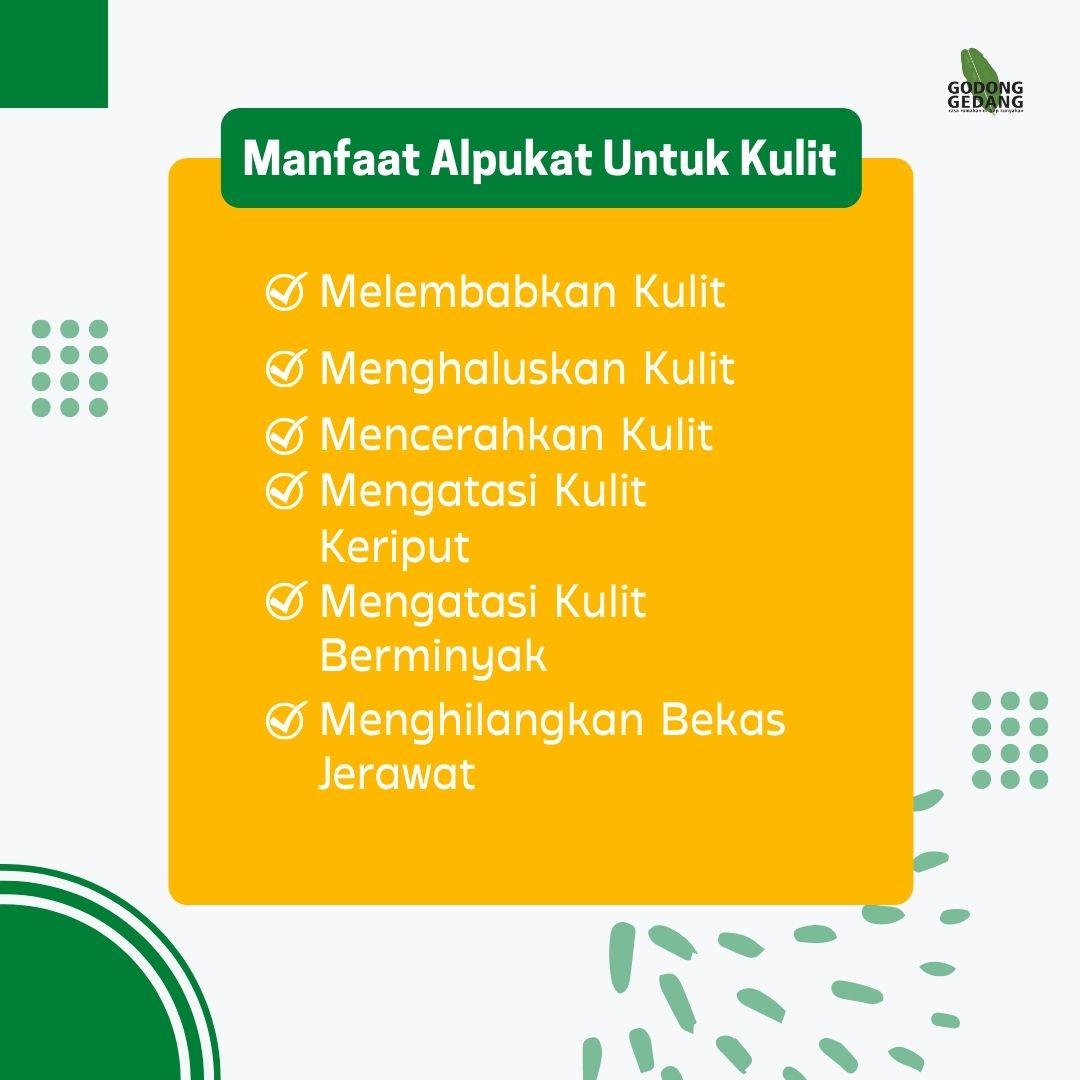 GODONG
GEDANG
Manfaat Alpukat Untuk Kulit
Melembabkan Kulit
Menghaluskan Kulit
Mencerahkan Kulit
Mengatasi Kulit
Keriput
Mengatasi Kulit
Berminyak
Menghilangkan Bekas
Jerawat